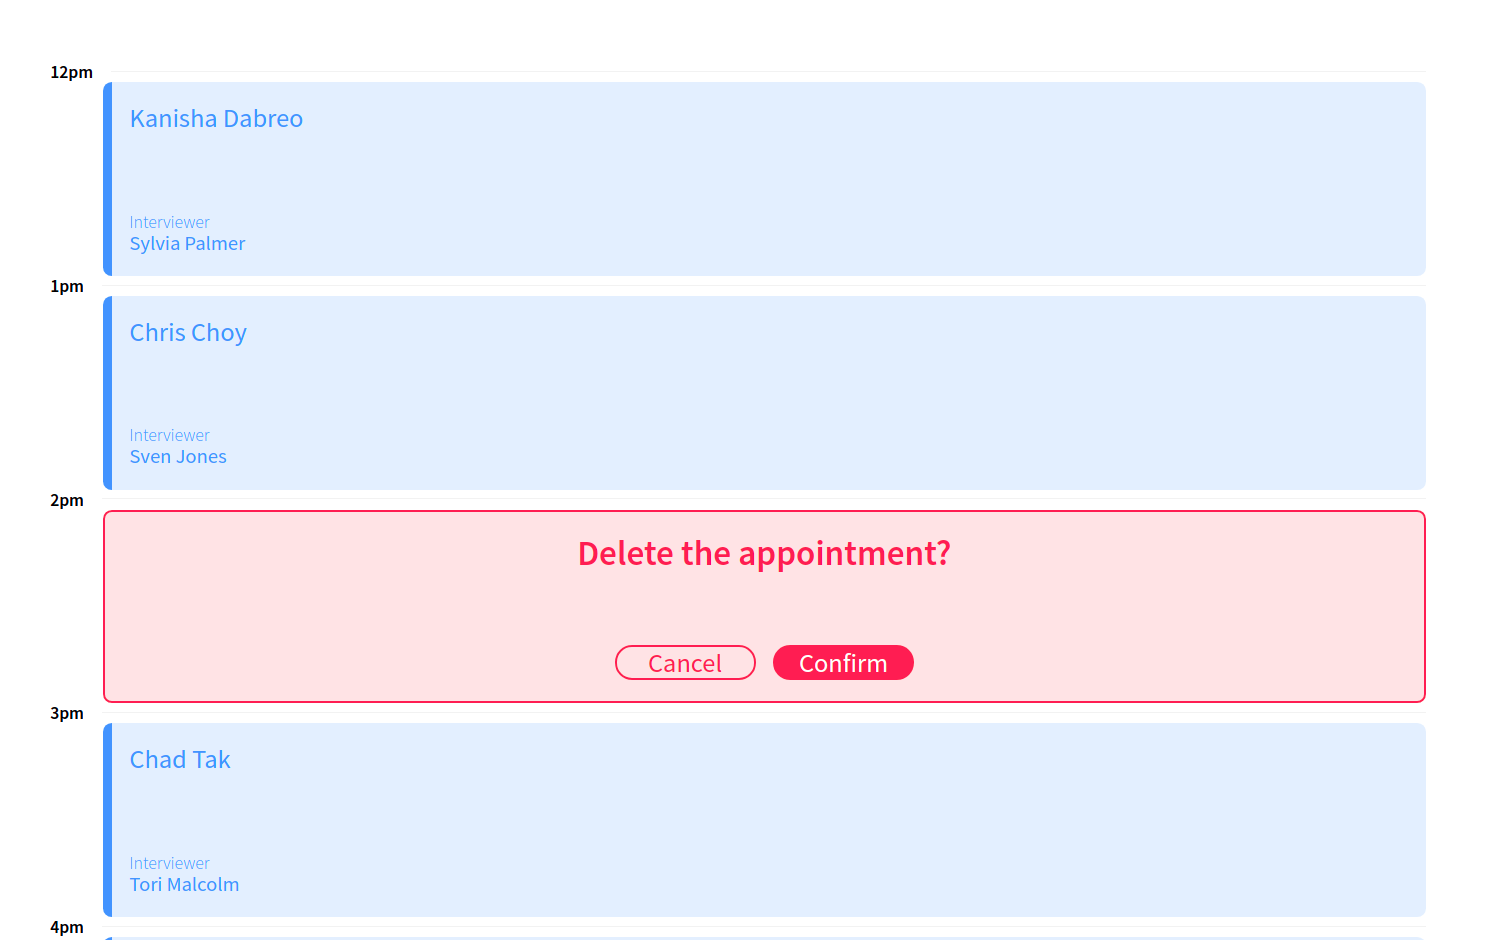 12pm
Kanisha Dabreo
Interviewer
Sylvia Palmer
1pm
Chris Choy
Interviewer
Sven Jones
2pm
Delete the appointment?
Cancel Confirm
3pm
Chad Tak
Interviewer
Tori Malcolm
4pm